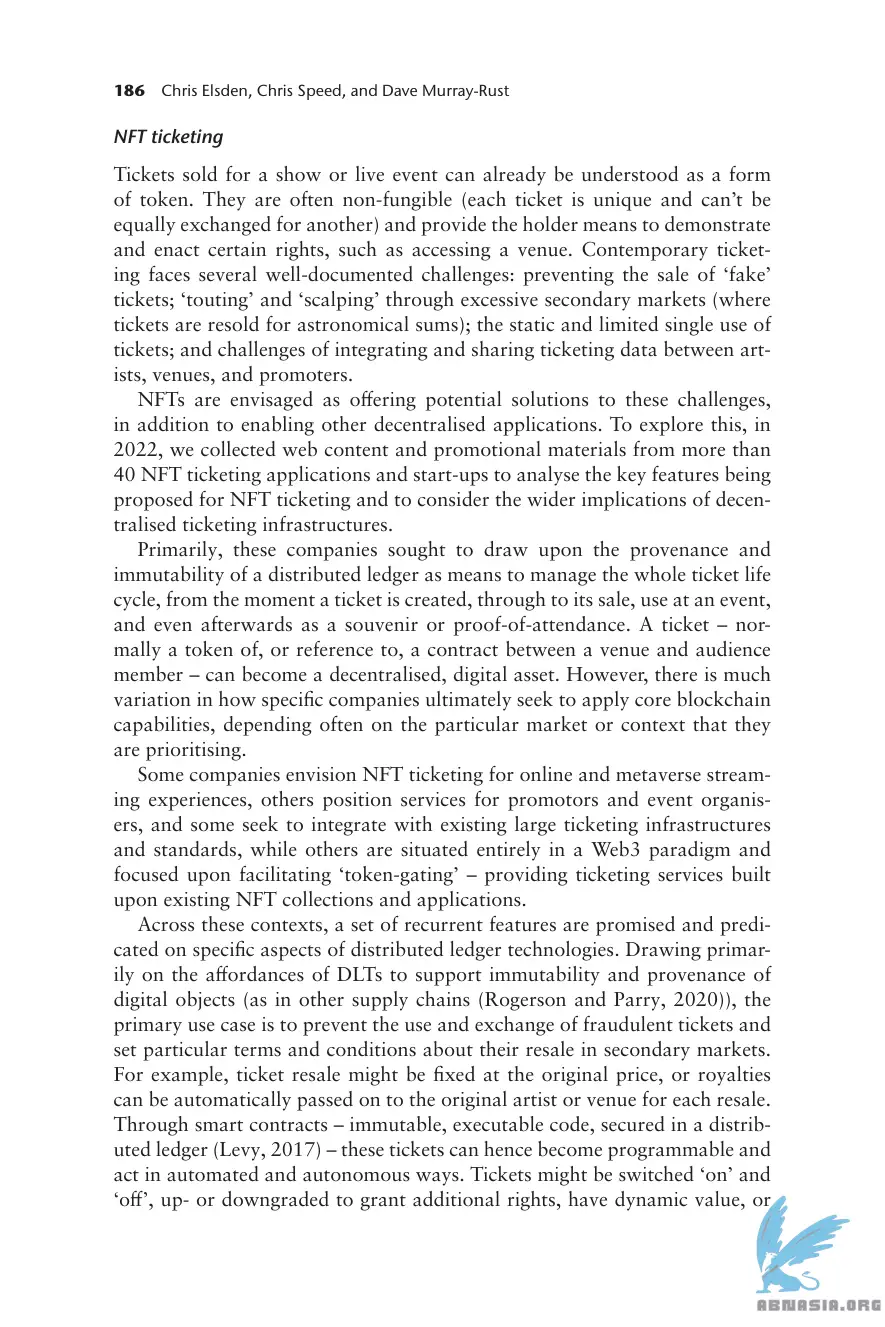 186 Chris Elsden, Chris Speed, and Dave Murray-Rust
NFT ticketing
Tickets sold for a show or live event can already be understood as a form
of token. They are often non-fungible (each ticket is unique and can’t be
equally exchanged for another) and provide the holder means to demonstrate
and enact certain rights, such as accessing a venue. Contemporary ticket-
ing faces several well-documented challenges: preventing the sale of ‘fake’
tickets; ‘touting’ and ‘scalping’ through excessive secondary markets (where
tickets are resold for astronomical sums); the static and limited single use of
tickets; and challenges of integrating and sharing ticketing data between art-
ists, venues, and promoters.
NFTs are envisaged as offering potential solutions to these challenges,
in addition to enabling other decentralised applications. To explore this, in
2022, we collected web content and promotional materials from more than
40 NFT ticketing applications and start-ups to analyse the key features being
proposed for NFT ticketing and to consider the wider implications of decen-
tralised ticketing infrastructures.
Primarily, these companies sought to draw upon the provenance and
immutability of a distributed ledger as means to manage the whole ticket life
cycle, from the moment a ticket is created, through to its sale, use at an event,
and even afterwards as a souvenir or proof-of-attendance. A ticket – nor-
mally a token of, or reference to, a contract between a venue and audience
member – can become a decentralised, digital asset. However, there is much
variation in how specific companies ultimately seek to apply core blockchain
capabilities, depending often on the particular market or context that they
are prioritising.
Some companies envision NFT ticketing for online and metaverse stream-
ing experiences, others position services for promotors and event organis-
ers, and some seek to integrate with existing large ticketing infrastructures
and standards, while others are situated entirely in a Web3 paradigm and
focused upon facilitating ‘token-gating’ – providing ticketing services built
upon existing NFT collections and applications.
Across these contexts, a set of recurrent features are promised and predi-
cated on specific aspects of distributed ledger technologies. Drawing primar-
ily on the affordances of DLTs to support immutability and provenance of
digital objects (as in other supply chains (Rogerson and Parry, 2020)), the
primary use case is to prevent the use and exchange of fraudulent tickets and
set particular terms and conditions about their resale in secondary markets.
For example, ticket resale might be fixed at the original price, or royalties
can be automatically passed on to the original artist or venue for each resale.
Through smart contracts – immutable, executable code, secured in a distrib-
uted ledger (Levy, 2017) – these tickets can hence become programmable and
act in automated and autonomous ways. Tickets might be switched ‘on’ and
‘off’, up- or downgraded to grant additional rights, have dynamic value, or
ABNASIA.ORG